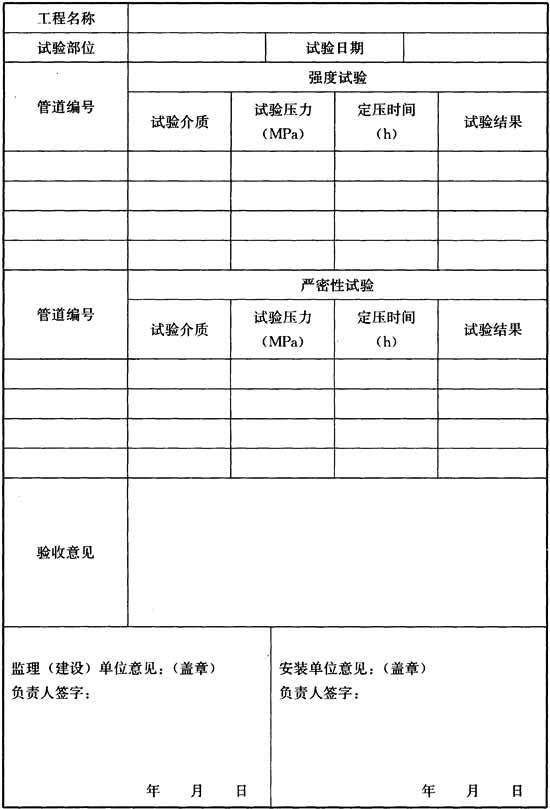 工程名称
试验部位 试验日期
管道编号 强度试验
试验介质 试验压力（MPa） 定压时间（h） 试验结果
管道编号 严密性试验
试验介质 试验压力（MPa） 定压时间（h） 试验结果
验收意见
监理（建设）单位意见：（盖章）
负责人签字：
年 月 日
安装单位意见：（盖章）
负责人签字：
年 月 日